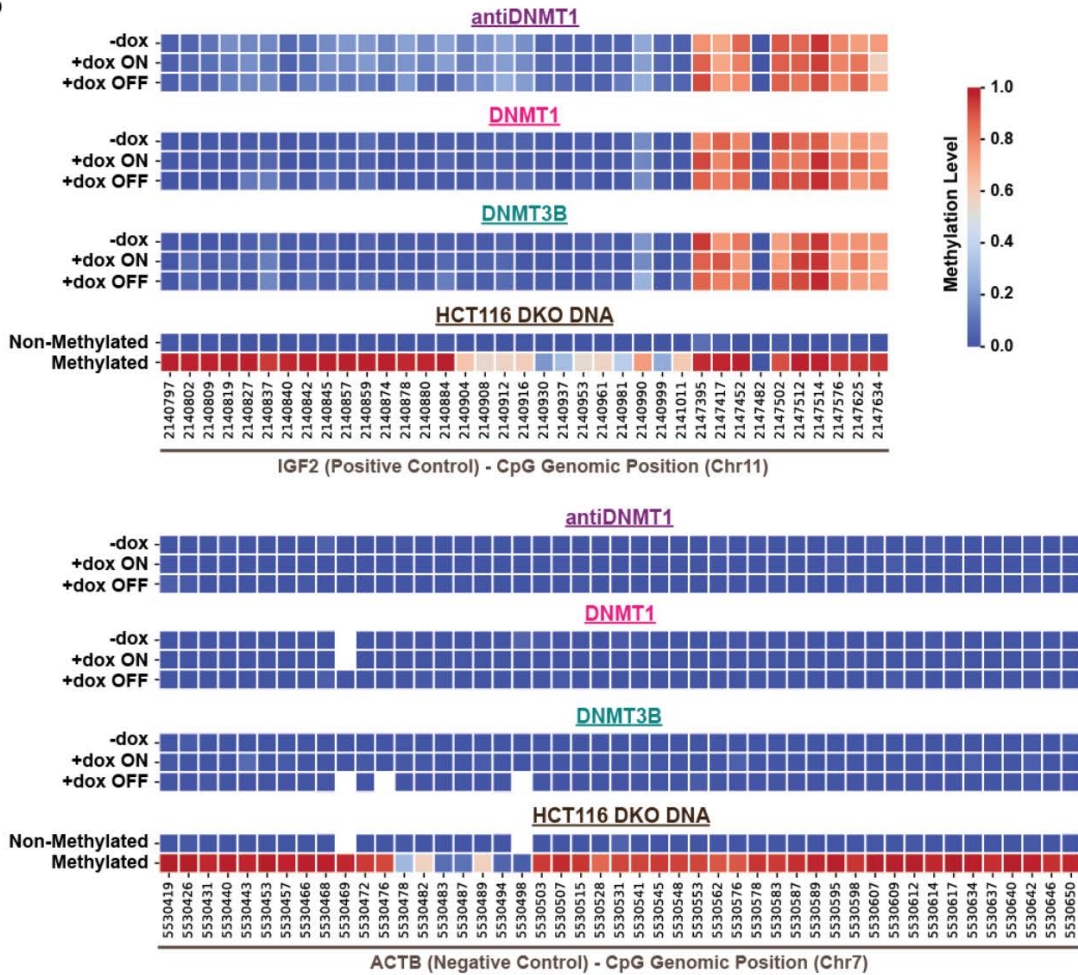 antiDNMT1
-dox
+dox ON
+dox OFF
DNMT1
-dox
+dox ON
+dox OFF
DNMT3B
-dox
+dox ON
+dox OFF
HCT116 DKO DNA
Non-Methylated
Methylated
2140797 2140802 2140809 2140819 2140827 2140837 2140840 2140842 2140845 2140857 2140859 2140874 2140878 2140880 2140884 2140904 2140908 2140912 2140916 2140930 2140937 2140953 2140961 2140981 2140990 2140999 2141011 2147395 2147417 2147452 2147482 2147502 2147512 2147514 2147576 2147625 2147634
IGF2 (Positive Control) - CpG Genomic Position (Chr11)
1.0
0.8
0.6
0.4
0.2
0.0
Methylation Level
antiDNMT1
-dox
+dox ON
+dox OFF
DNMT1
-dox
+dox ON
+dox OFF
DNMT3B
-dox
+dox ON
+dox OFF
HCT116 DKO DNA
Non-Methylated
Methylated
5530419 5530426 5530431 5530440 5530443 5530453 5530457 5530466 5530468 5530469 5530472 5530476 5530478 5530482 5530483 5530487 5530489 5530494 5530498 5530503 5530507 5530515 5530528 5530531 5530541 5530545 5530548 5530553 5530562 5530576 5530578 5530583 5530587 5530589 5530595 5530598 5530607 5530609 5530612 5530614 5530617 5530634 5530637 5530640 5530642 5530646 5530650
ACTB (Negative Control) - CpG Genomic Position (Chr7)